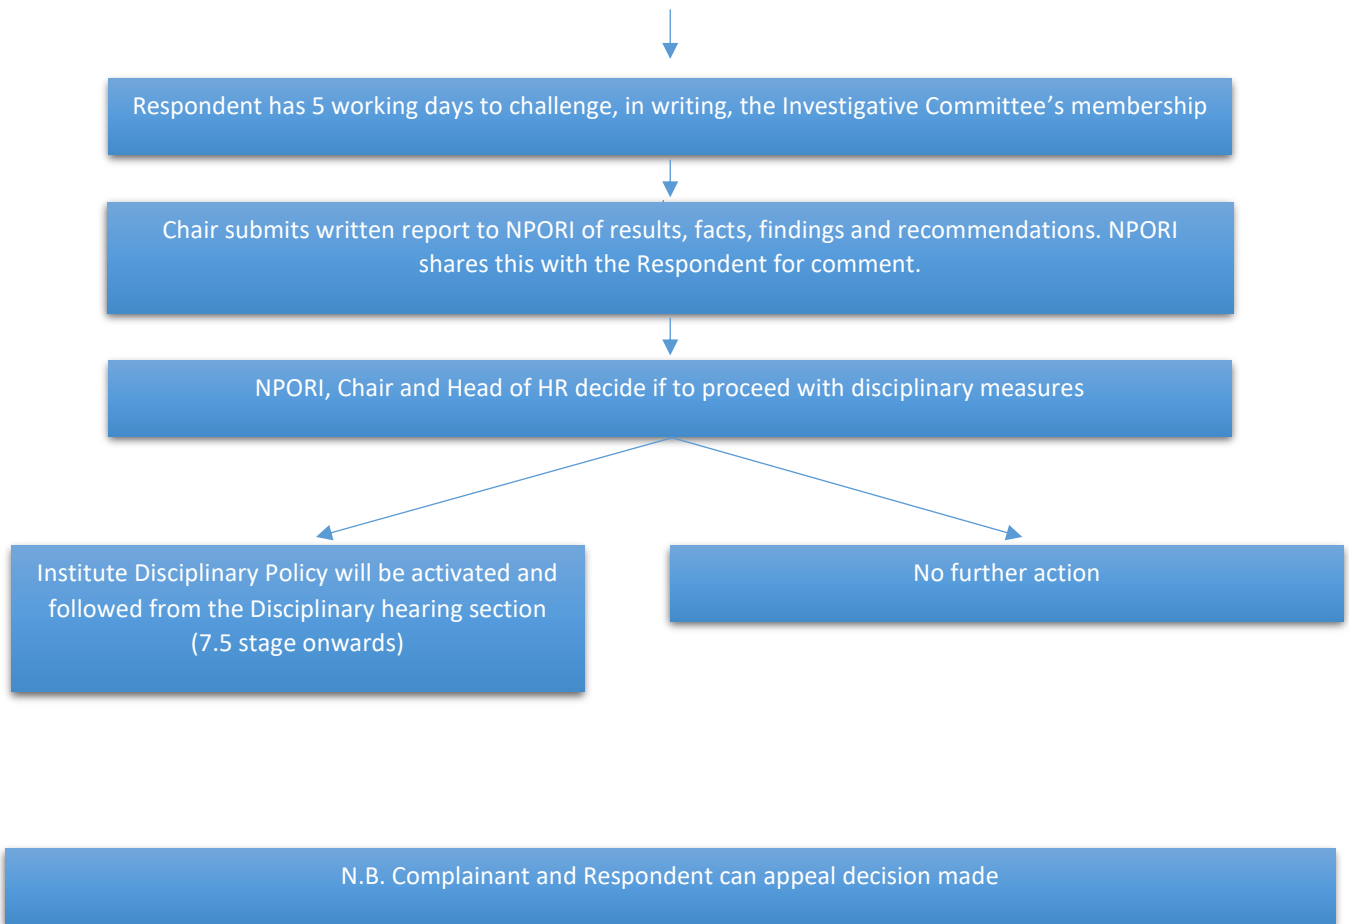 Respondent has 5 working days to challenge, in writing, the Investigative Committee’s membership
Chair submits written report to NPORI of results, facts, findings and recommendations. NPORI
shares this with the Respondent for comment.
NPORI, Chair and Head of HR decide if to proceed with disciplinary measures
Institute Disciplinary Policy will be activated and
followed from the Disciplinary hearing section
(7.5 stage onwards)
No further action
N.B. Complainant and Respondent can appeal decision made